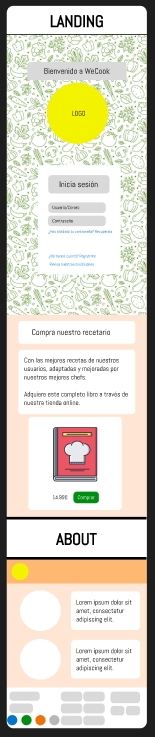 LANDING
Bienvenido a WeCook
LOGO
Inicia sesión
Usuario/Correo
Contraseña
¿Has olvidado tu contraseña? Recupérala
¿No tienes cuenta? Regístrate
Compra nuestro recetario
Con las mejores recetas de nuestros
usuarios, adaptadas y mejoradas por
nuestros mejores chefs.
Adquiere este completo libro a través de
nuestra tienda online.
14.99€
Comprar
ABOUT
Lorem ipsum dolor sit
amet, consectetur
adipiscing elit.
Lorem ipsum dolor sit
amet, consectetur
adipiscing elit.